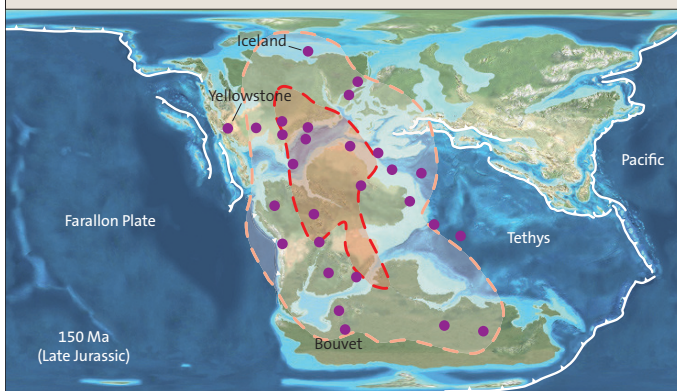 Iceland
Yellowstone
Pacific
Farallon Plate
Tethys
150 Ma
(Late Jurassic)
Bouvet